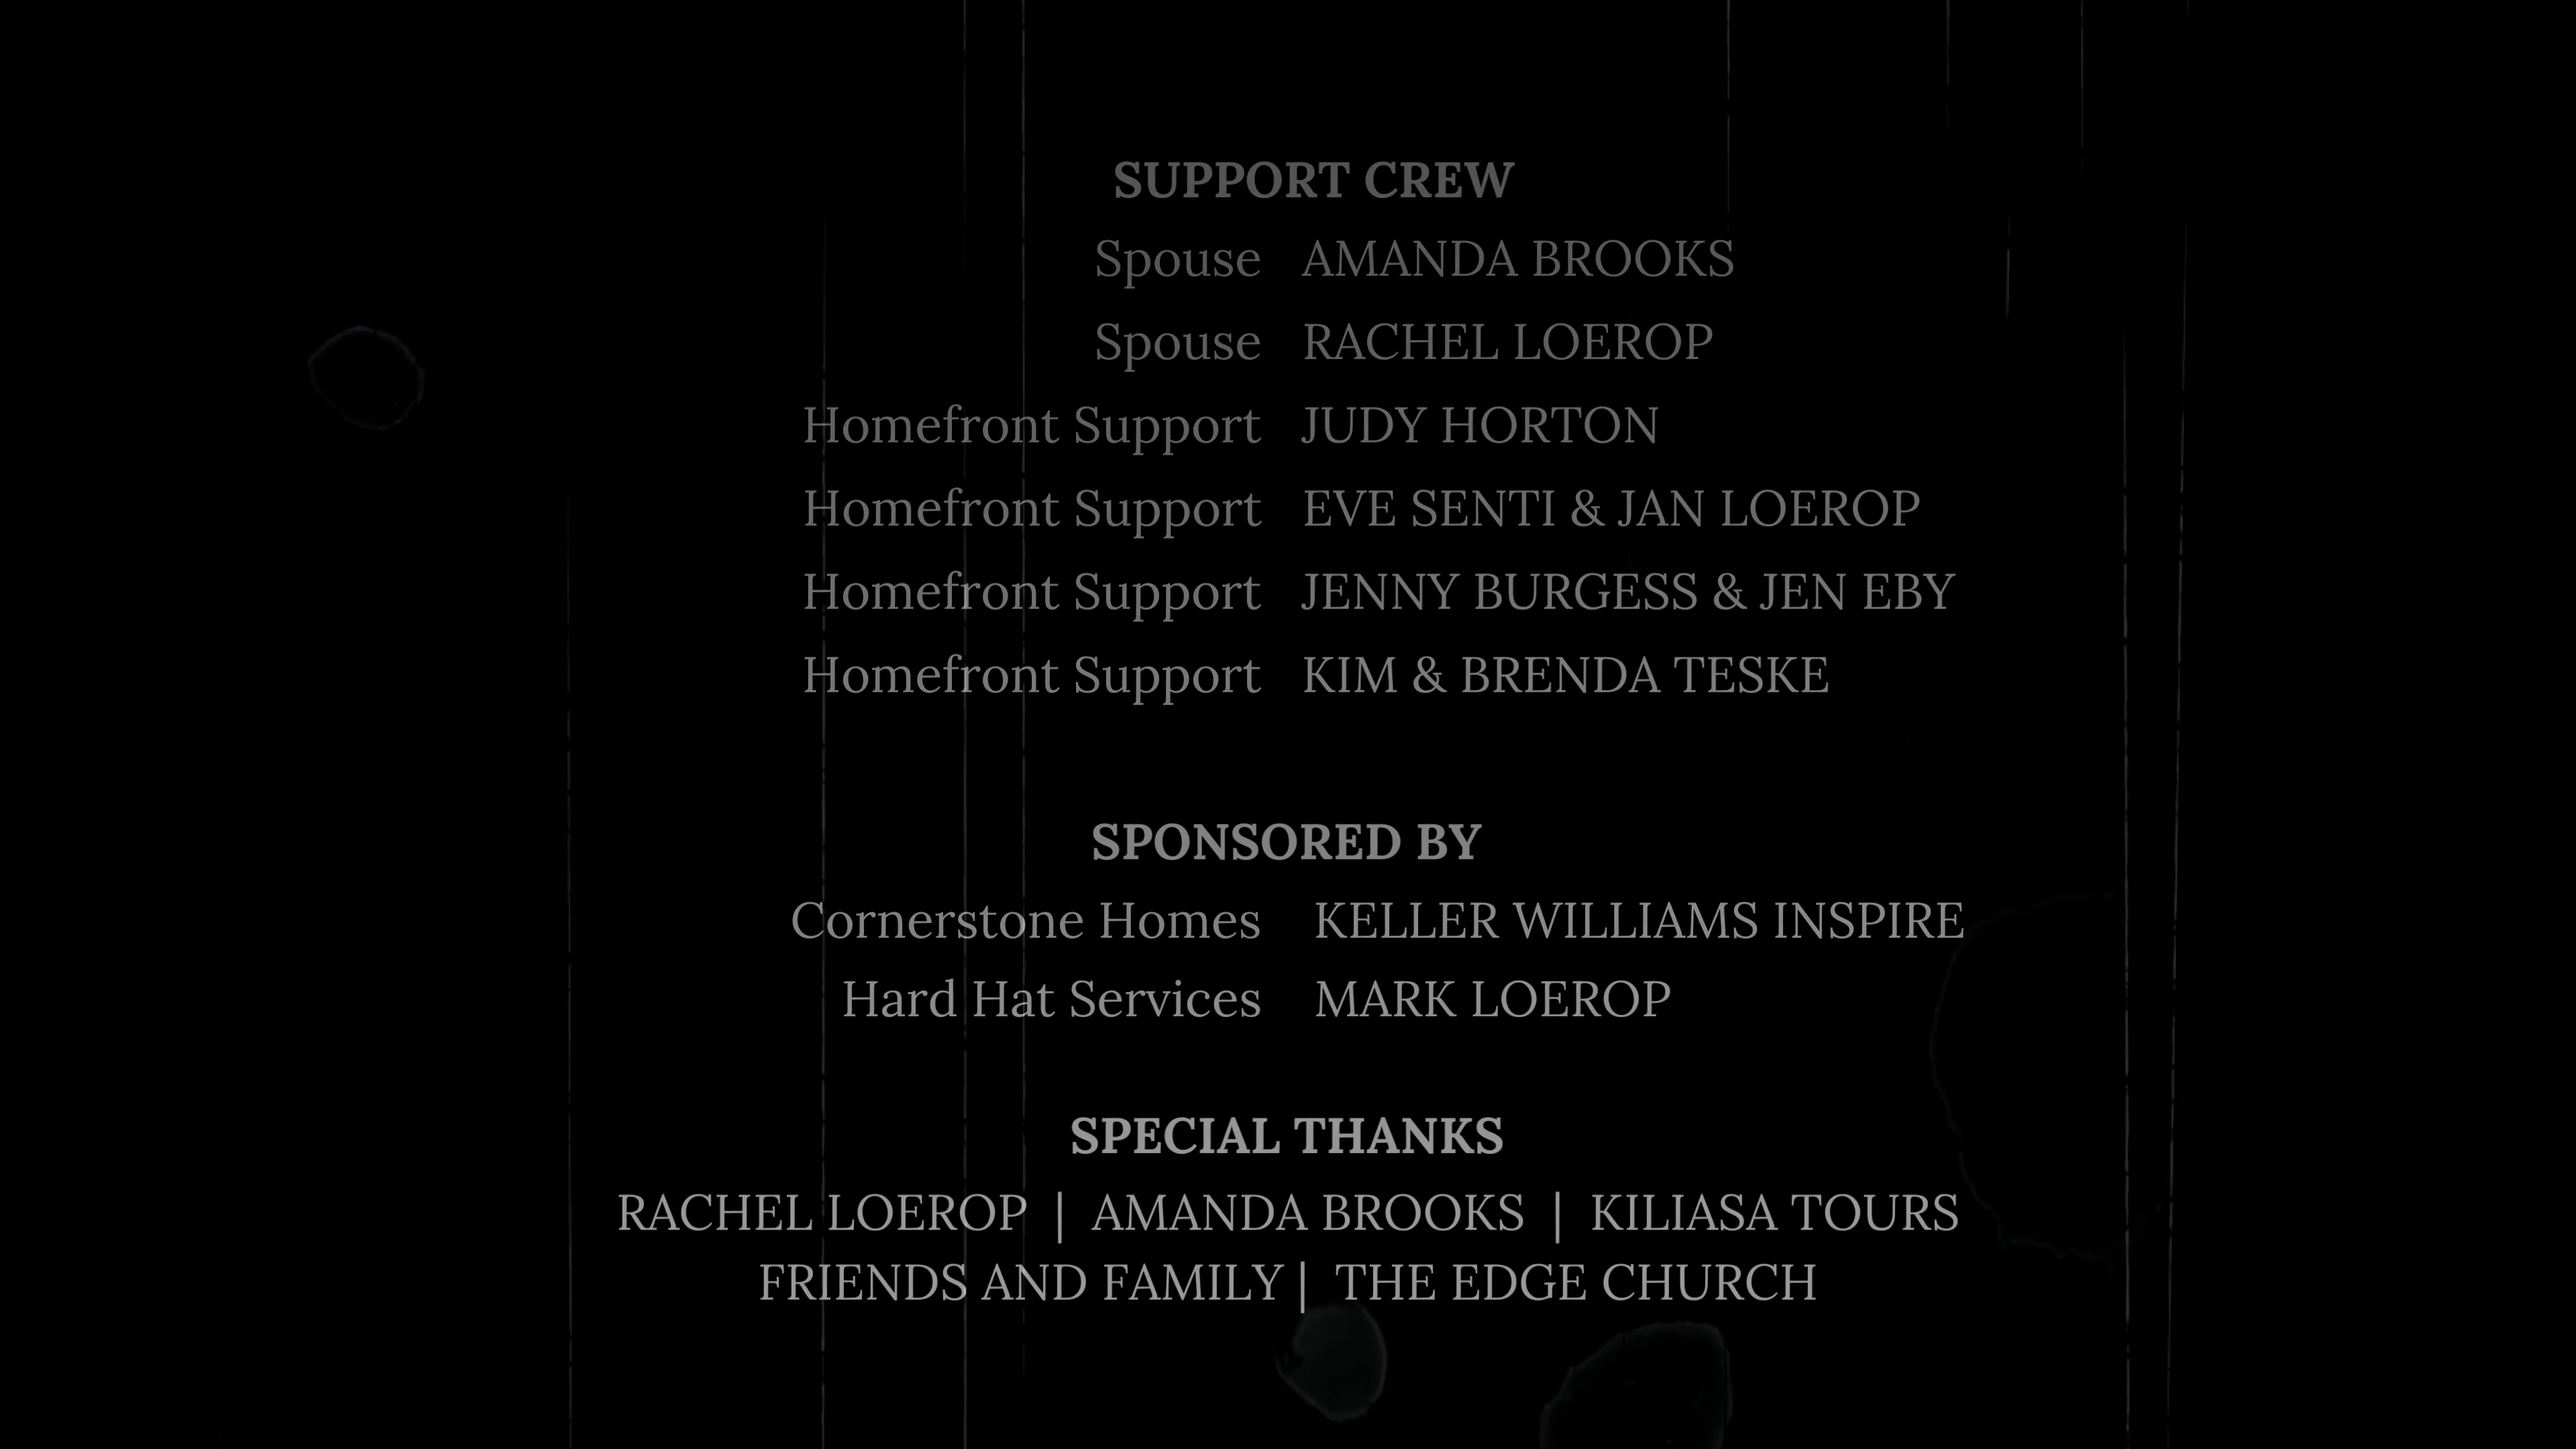 SUPPORT CREW
Spouse AMANDA BROOKS
Spouse RACHEL LOEROP
Homefront Support JUDY HORTON
Homefront Support EVE SENTI & JAN LOEROP
Homefront Support JENNY BURGESS & JEN EBY
Homefront Support KIM & BRENDA TESKE
SPONSORED BY
Cornerstone Homes KELLER WILLIAMS INSPIRE
Hard Hat Services MARK LOEROP
SPECIAL THANKS
RACHEL LOEROP | AMANDA BROOKS | KILIASA TOURS
FRIENDS AND FAMILY | THE EDGE CHURCH